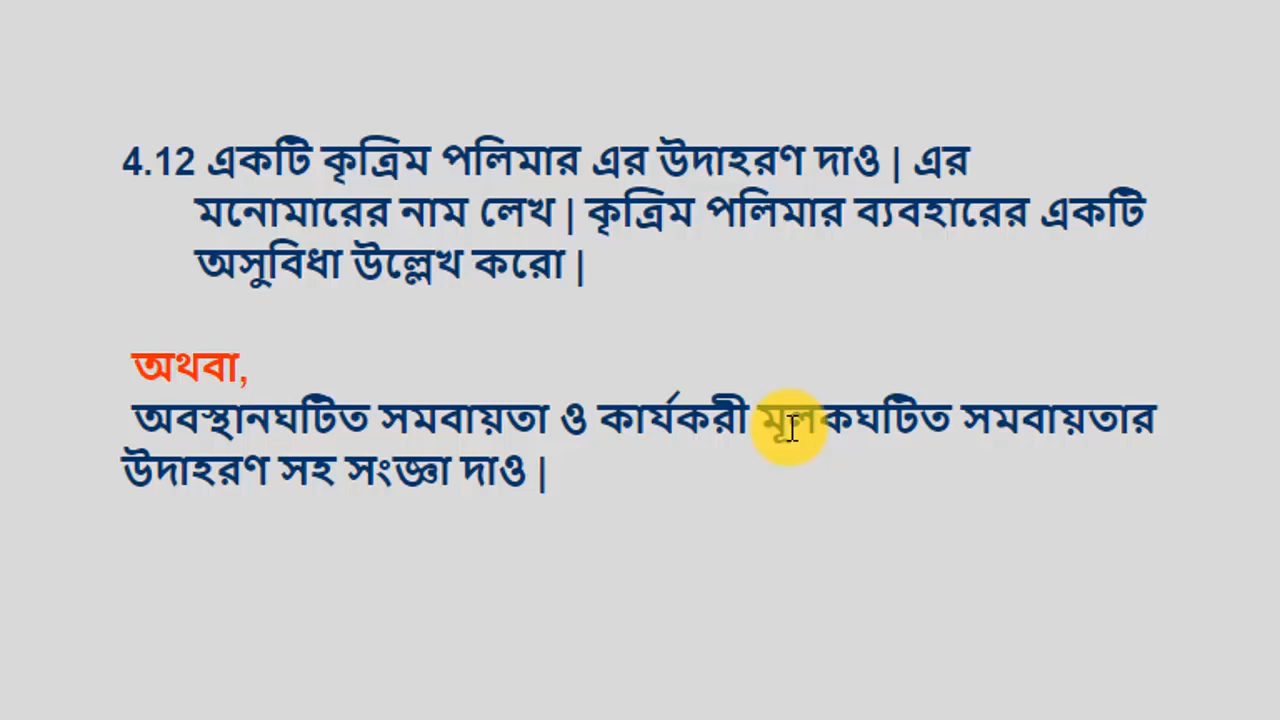 4.12 একটি কৃত্রিম পলিমার এর উদাহরণ দাও | এর
মনোমারের নাম লেখ | কৃত্রিম পলিমার ব্যবহারের একটি
অসুবিধা উল্লেখ করো |
অথবা,
অবস্থানঘটিত সমবায়তা ও কার্যকরী মূলকঘটিত সমবায়তার
উদাহরণ সহ সংজ্ঞা দাও |